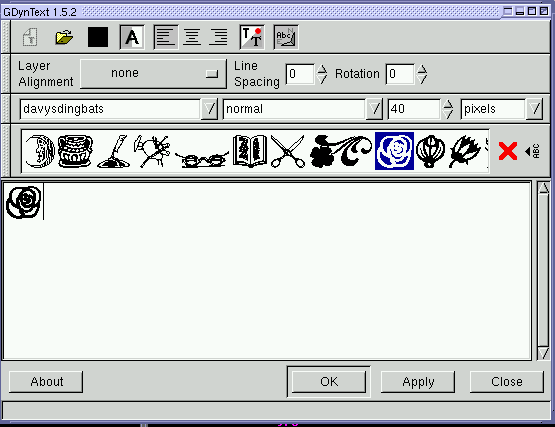 GDynText 1.5.2
A T T Abc
Layer Alignment none Line Spacing 0 Rotation 0
davysdingbats normal 40 pixels
ABC
About OK Apply Close